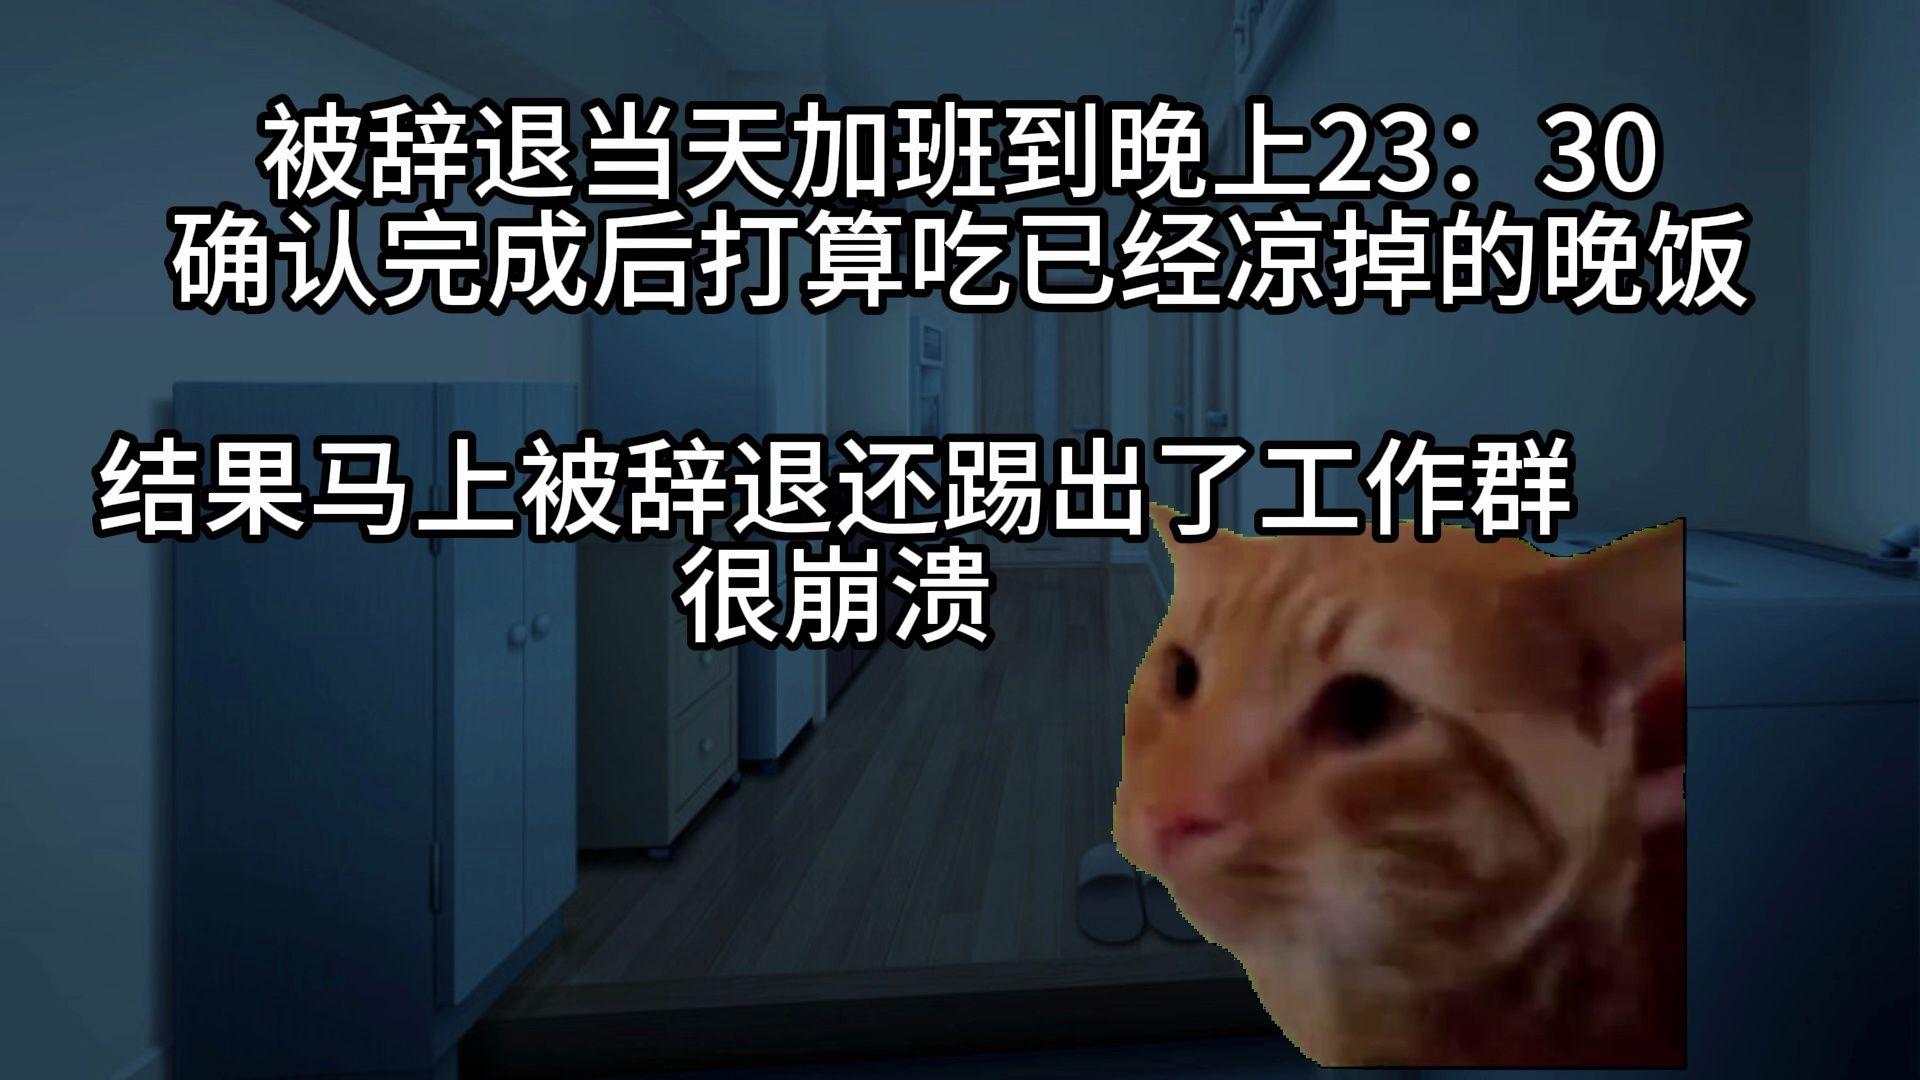 被辞退当天加班到晚上23：30
确认完成后打算吃已经凉掉的晚饭
结果马上被辞退还踢出了工作群
很崩溃